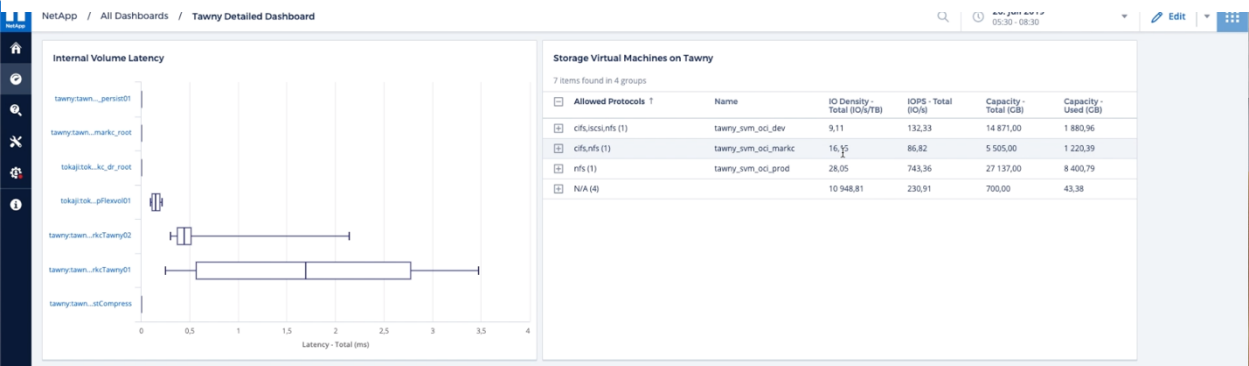 NetApp
NetApp / All Dashboards / Tawny Detailed Dashboard
05:30 - 08:30
Edit
Internal Volume Latency
tawny:tawn..._persist01
tawny:tawn...markc_root
tokaji:tok...kc_dr_root
tokaji:tok...pFlexvol01
tawny:tawn...rkcTawny02
tawny:tawn...rkcTawny01
tawny:tawn...stCompress
0 0,5 1 1,5 2 2,5 3 3,5 4
Latency - Total (ms)
Storage Virtual Machines on Tawny
7 items found in 4 groups
Allowed Protocols ↑ Name IO Density - Total (IO/s/TB) IOPS - Total (IO/s) Capacity - Total (GB) Capacity - Used (GB)
cifs,iscsi,nfs (1) tawny_svm_oci_dev 9,11 132,33 14 871,00 1 880,96
cifs,nfs (1) tawny_svm_oci_markc 86,82 5 505,00 1 220,39
nfs (1) tawny_svm_oci_prod 28,05 743,36 27 137,00 8 400,79
N/A (4) 10 948,81 230,91 700,00 43,38